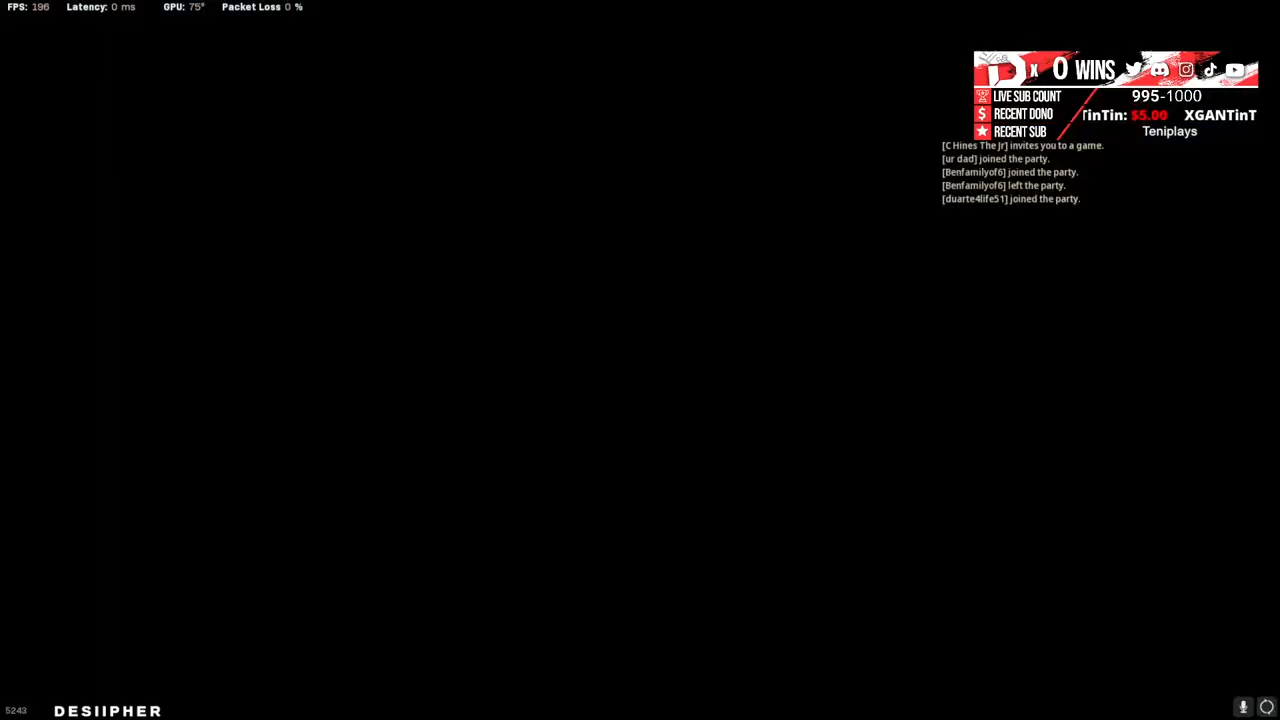 FPS: 196 Latency: 0 ms GPU: 75° Packet Loss 0 %
x 0 WINS
LIVE SUB COUNT 995-1000
RECENT DONO TinTin: $5.00 XGANTinT
RECENT SUB Teniplays
[C Hines The Jr] invites you to a game.
[ur dad] joined the party.
[Benfamilyof6] joined the party.
[Benfamilyof6] left the party.
[duarte4life51] joined the party.
5243 DESIIPHER